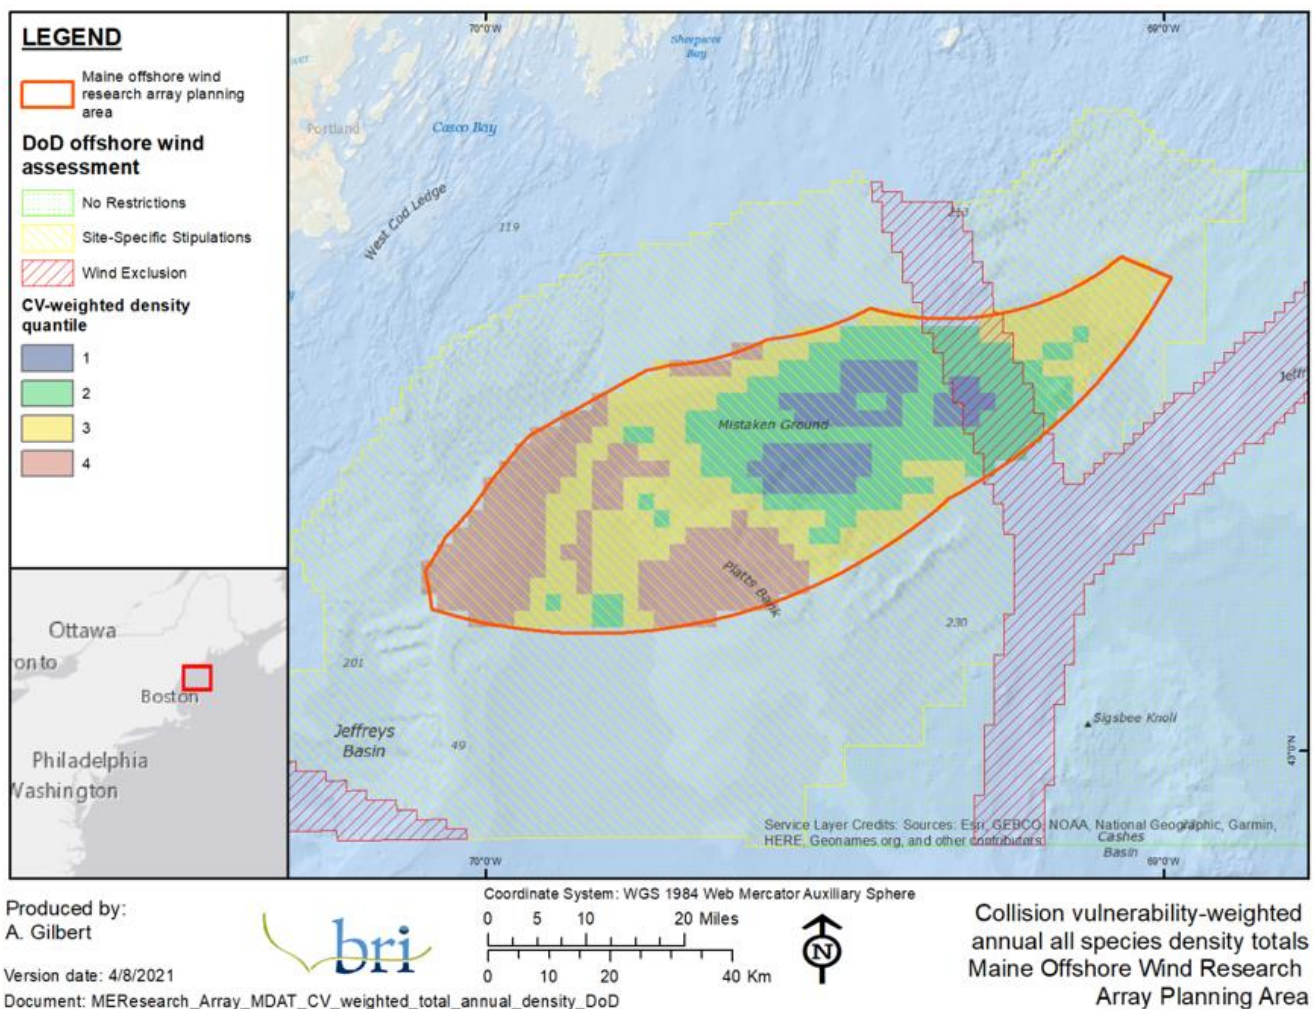 LEGEND
Maine offshore wind
research array planning
area
DoD offshore wind
assessment
No Restrictions
Site-Specific Stipulations
Wind Exclusion
CV-weighted density
quantile
1
2
3
4
70°0'W
69°0'W
Sheepscot
Bay
Portland
Casco Bay
West Cod Ledge
119
213
Jeff
Mistaken Ground
Platts Bank
230
201
Jeffreys
Basin
49
Sigsbee Knoll
43°0'N
Service Layer Credits: Sources: Esri, GEBCO, NOAA, National Geographic, Garmin,
HERE, Geonames.org, and other contributors
Cashes
Basin
70°0'W
69°0'W
Ottawa
onto
Boston
Philadelphia
Washington
Produced by:
A. Gilbert
Version date: 4/8/2021
Document: MEResearch_Array_MDAT_CV_weighted_total_annual_density_DoD
bri
Coordinate System: WGS 1984 Web Mercator Auxiliary Sphere
0 5 10 20 Miles
0 10 20 40 Km
N
Collision vulnerability-weighted
annual all species density totals
Maine Offshore Wind Research
Array Planning Area